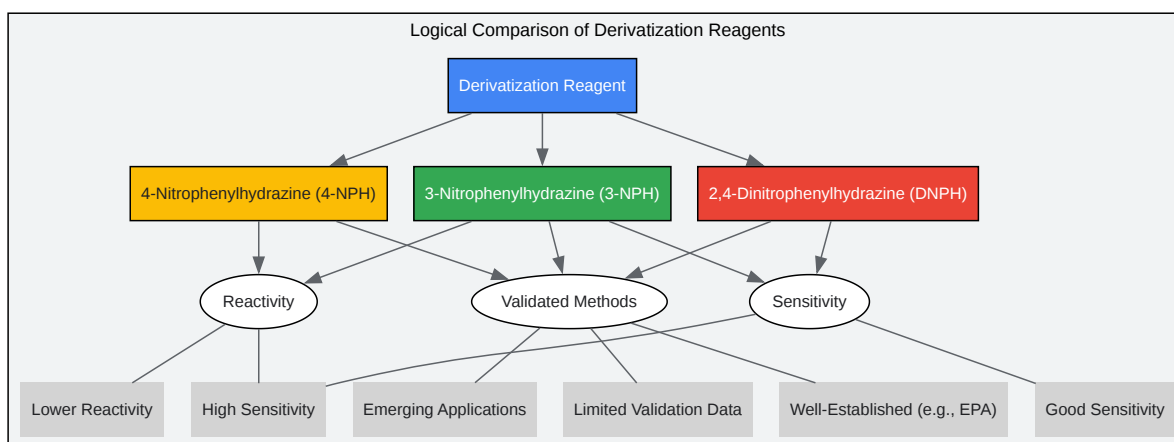 Logical Comparison of Derivatization Reagents
Derivatization Reagent
4-Nitrophenylhydrazine (4-NPH)
3-Nitrophenylhydrazine (3-NPH)
2,4-Dinitrophenylhydrazine (DNPH)
Reactivity
Validated Methods
Sensitivity
Lower Reactivity
High Sensitivity
Emerging Applications
Limited Validation Data
Well-Established (e.g., EPA)
Good Sensitivity